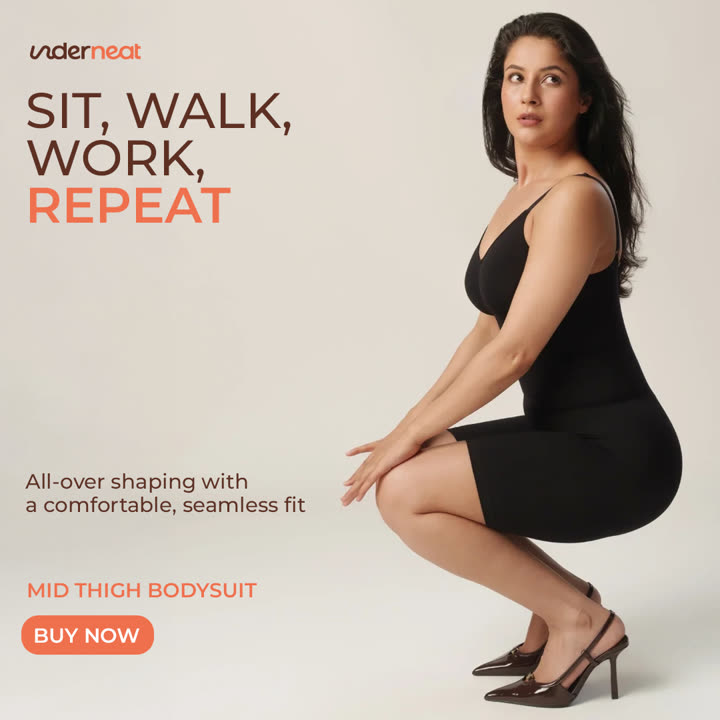 underneat
SIT, WALK,
WORK,
REPEAT
All-over shaping with
a comfortable, seamless fit
MID THIGH BODYSUIT
BUY NOW